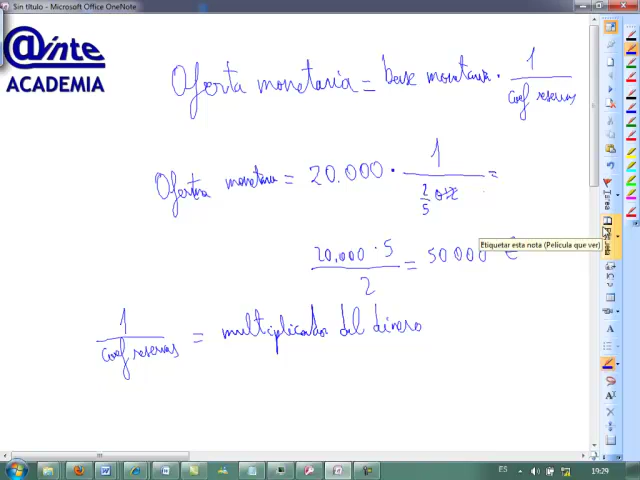 Sin título - Microsoft OneNote
@inte
ACADEMIA
Oferta monetaria = base monetaria · 1 / coef reservas
Oferta monetaria = 20.000 · 1 / 2/5 =
20.000 · 5 / 2 = 50 000 €
Etiquetar esta nota (Película que ver)
1 / coef reservas = multiplicador del dinero
ES
19:29